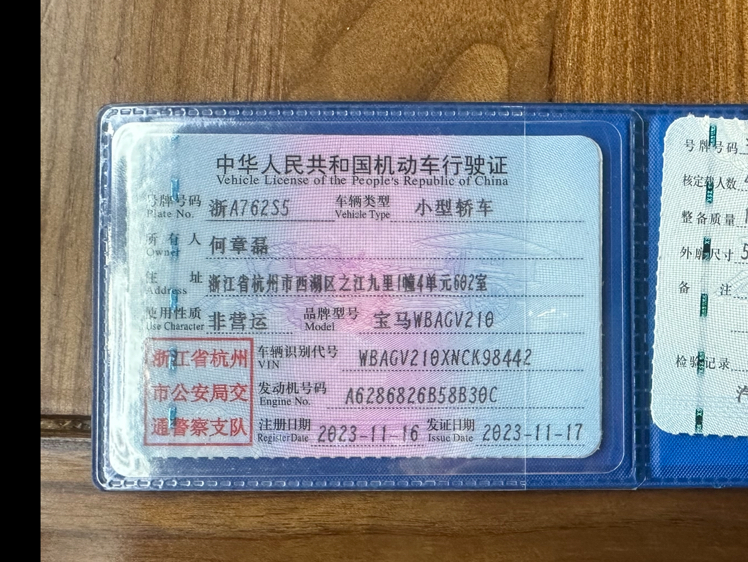 中华人民共和国机动车行驶证
Vehicle License of the People's Republic of China
号牌号码 浙A762S5 车辆类型 小型轿车
Plate No. Vehicle Type
所有人 何章磊
Owner
住址 浙江省杭州市西湖区之江九里1幢4单元602室
Address
使用性质 非营运 品牌型号 宝马WBAGV210
Use Character Model
浙江省杭州
市公安局交
通警察支队
车辆识别代号 WBAGV210XNCK98442
VIN
发动机号码 A6286826B58B30C
Engine No.
注册日期 2023-11-16 发证日期 2023-11-17
Register Date Issue Date
号牌号码
核定载人数
整备质量
外廓尺寸 5
备注
检验记录